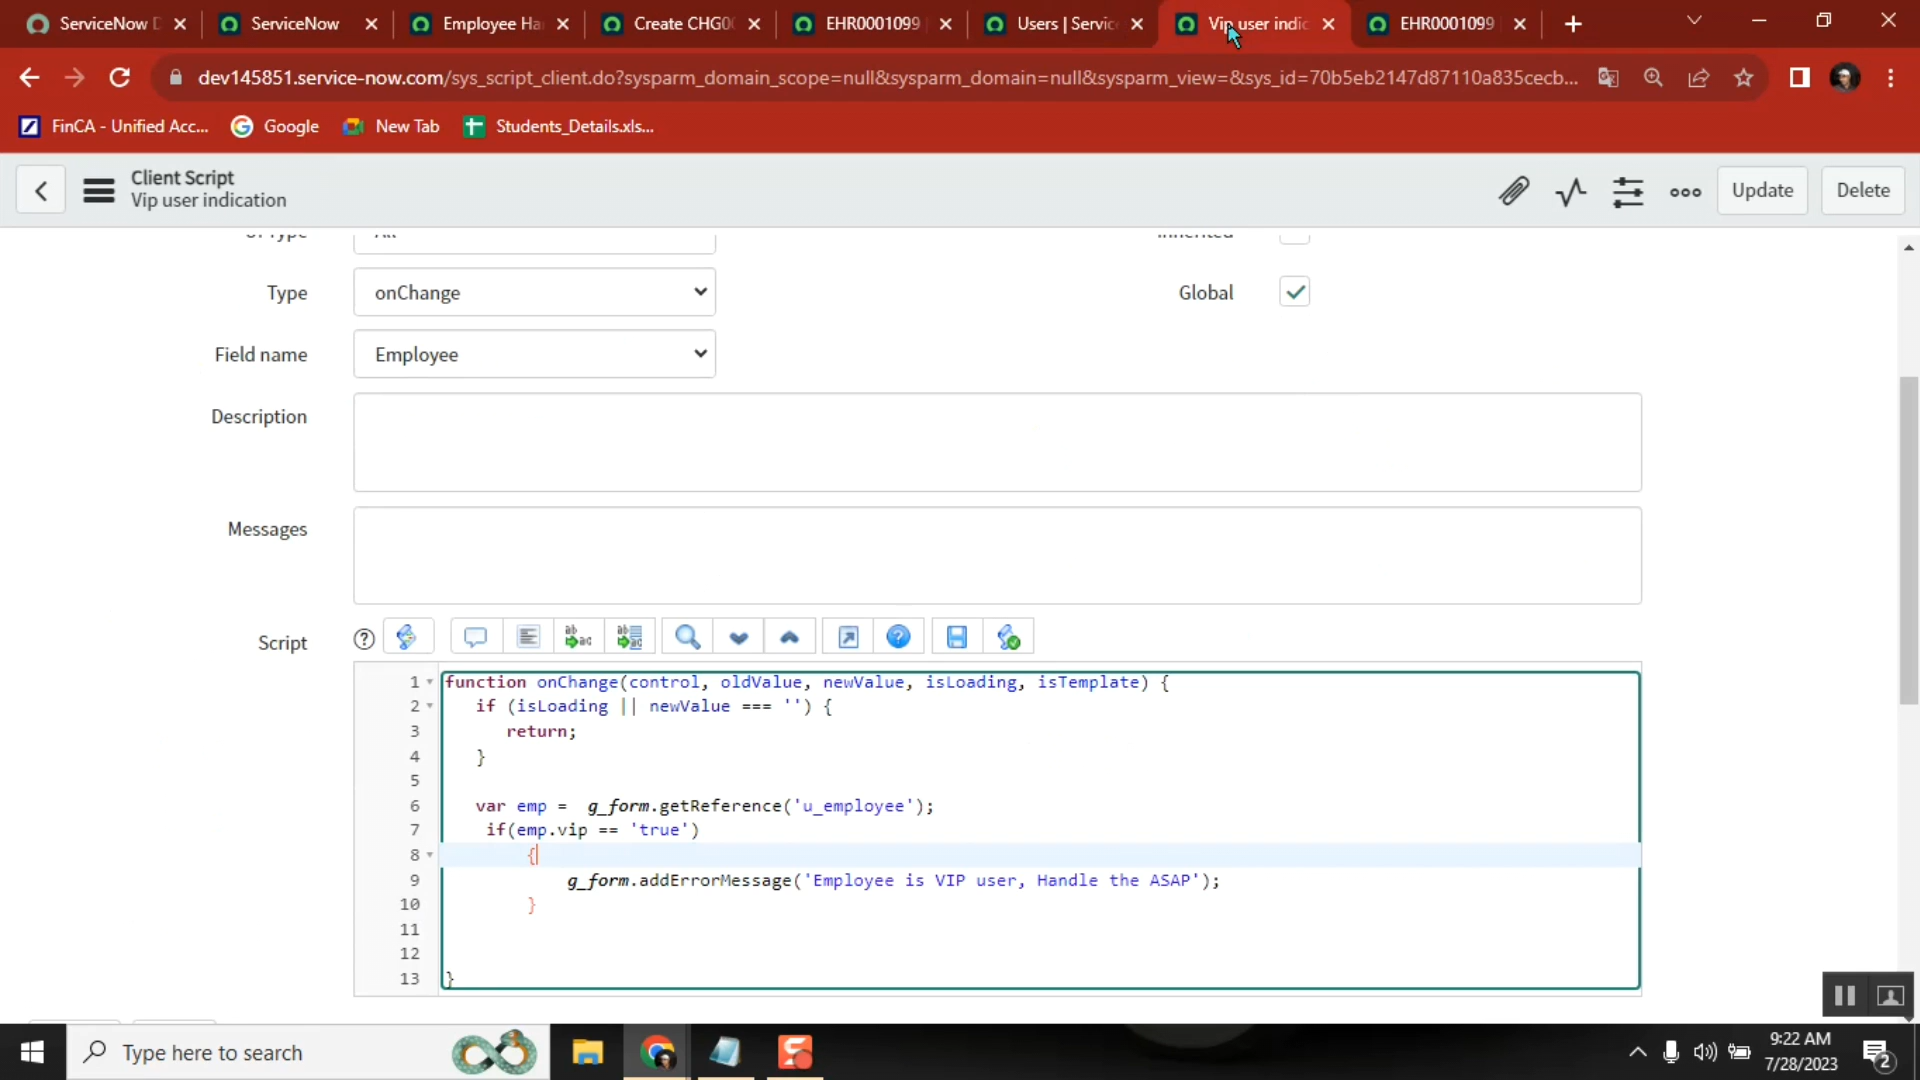 ServiceNow D
ServiceNow
Employee Ha
Create CHG00
EHR0001099
Users | Servic
Vip user indic
EHR0001099
dev145851.service-now.com/sys_script_client.do?sysparm_domain_scope=null&sysparm_domain=null&sysparm_view=&sys_id=70b5eb2147d87110a835cecb...
FinCA - Unified Acc...
Google
New Tab
Students_Details.xls...
Client Script
Vip user indication
Update
Delete
Type
onChange
Global
Field name
Employee
Description
Messages
Script
1 function onChange(control, oldValue, newValue, isLoading, isTemplate) {
2 if (isLoading || newValue === '') {
3 return;
4 }
5
6 var emp = g_form.getReference('u_employee');
7 if(emp.vip == 'true')
8 {
9 g_form.addErrorMessage('Employee is VIP user, Handle the ASAP');
10 }
11
12
13 }
Type here to search
9:22 AM
7/28/2023
2